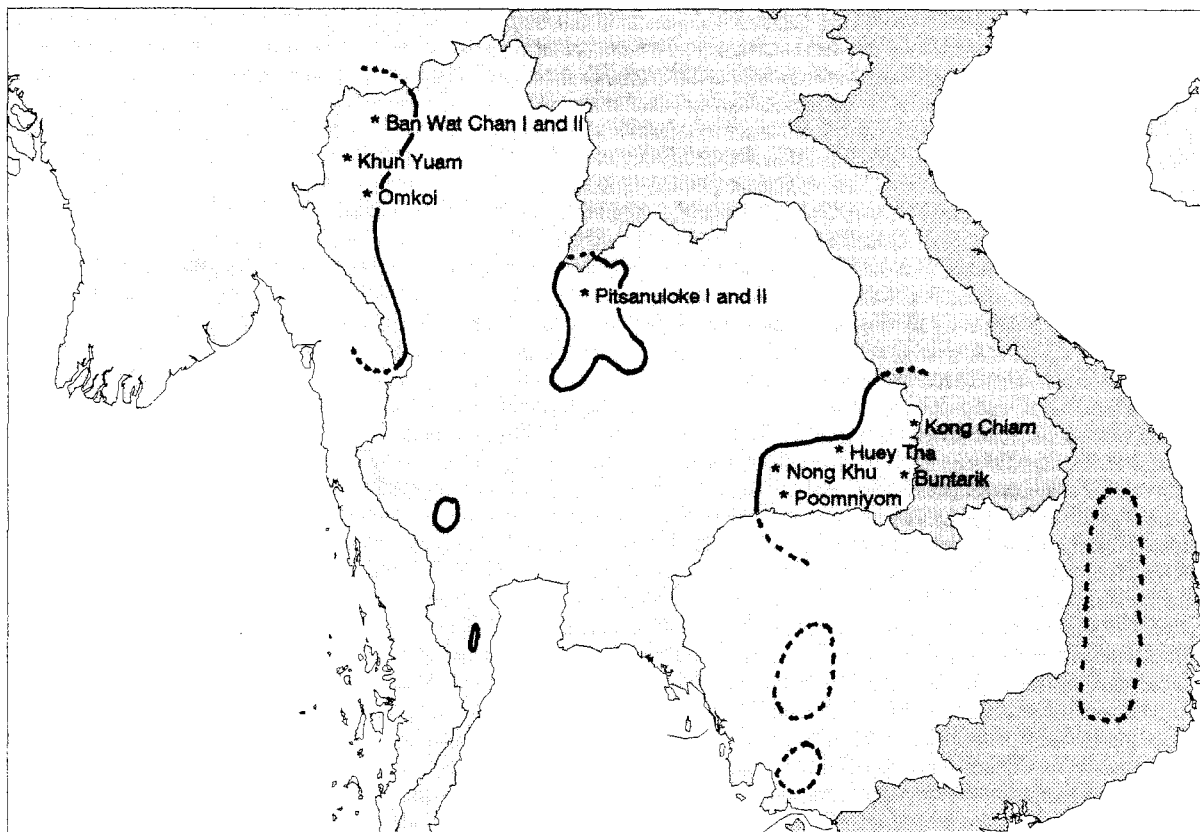 * Ban Wat Chan I and II
* Khun Yuam
* Omkoi
* Pitsanuloke I and II
* Kong Chiam
* Huey Tha
* Nong Khu
* Buntarik
* Poomniyom